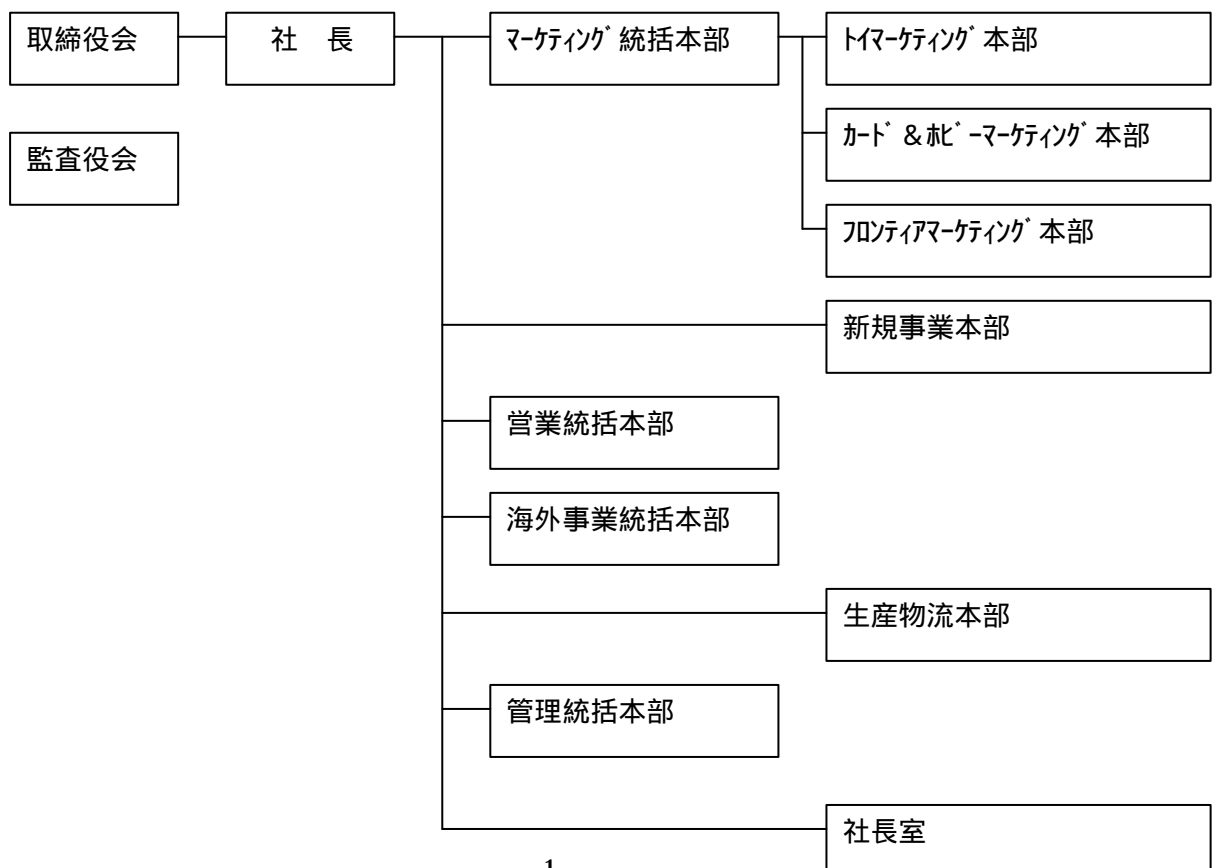 取締役会
社　長
マーケティング統括本部
トイマーケティング本部
カード&ホビーマーケティング本部
監査役会
フロンティアマーケティング本部
新規事業本部
営業統括本部
海外事業統括本部
生産物流本部
管理統括本部
社長室
1